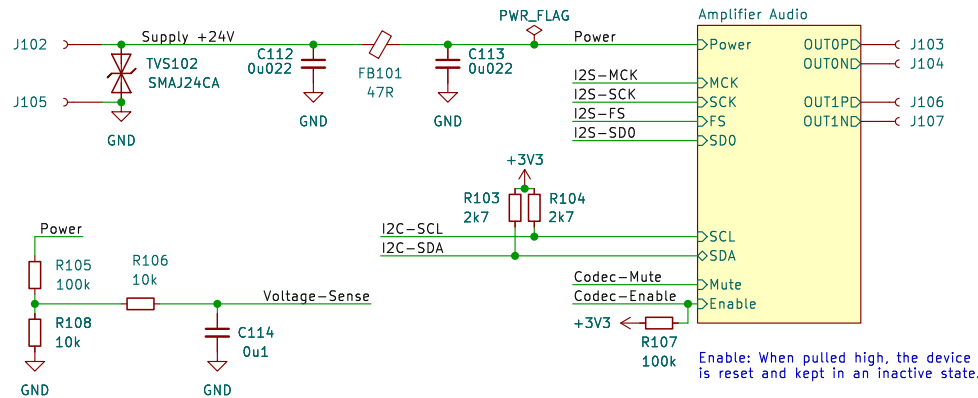 PWR_FLAG
Amplifier Audio
J102
Supply +24V
TVS102
SMAJ24CA
J105
GND
C112
0u022
GND
FB101
47R
C113
0u022
GND
Power
I2S-MCK
I2S-SCK
I2S-FS
I2S-SD0
Power
MCK
SCK
FS
SD0
OUT0P
OUT0N
OUT1P
OUT1N
J103
J104
J106
J107
+3V3
R103
2k7
R104
2k7
I2C-SCL
I2C-SDA
SCL
SDA
Codec-Mute
Codec-Enable
Mute
Enable
+3V3
R107
100k
Power
R105
100k
R106
10k
Voltage-Sense
R108
10k
GND
C114
0u1
GND
Enable: When pulled high, the device
is reset and kept in an inactive state.